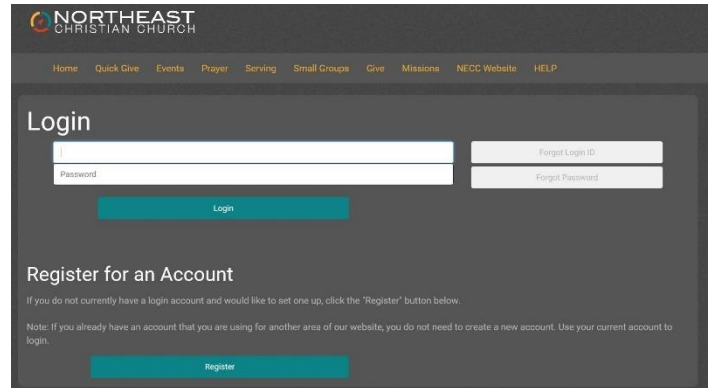 NORTHEAST
CHRISTIAN CHURCH
Home Quick Give Events Prayer Serving Small Groups Give Missions NECC Website HELP
Login
Forgot Login ID
Password
Forgot Password
Login
Register for an Account
If you do not currently have a login account and would like to set one up, click the "Register" button below.
Note: If you already have an account that you are using for another area of our website, you do not need to create a new account. Use your current account to
login.
Register